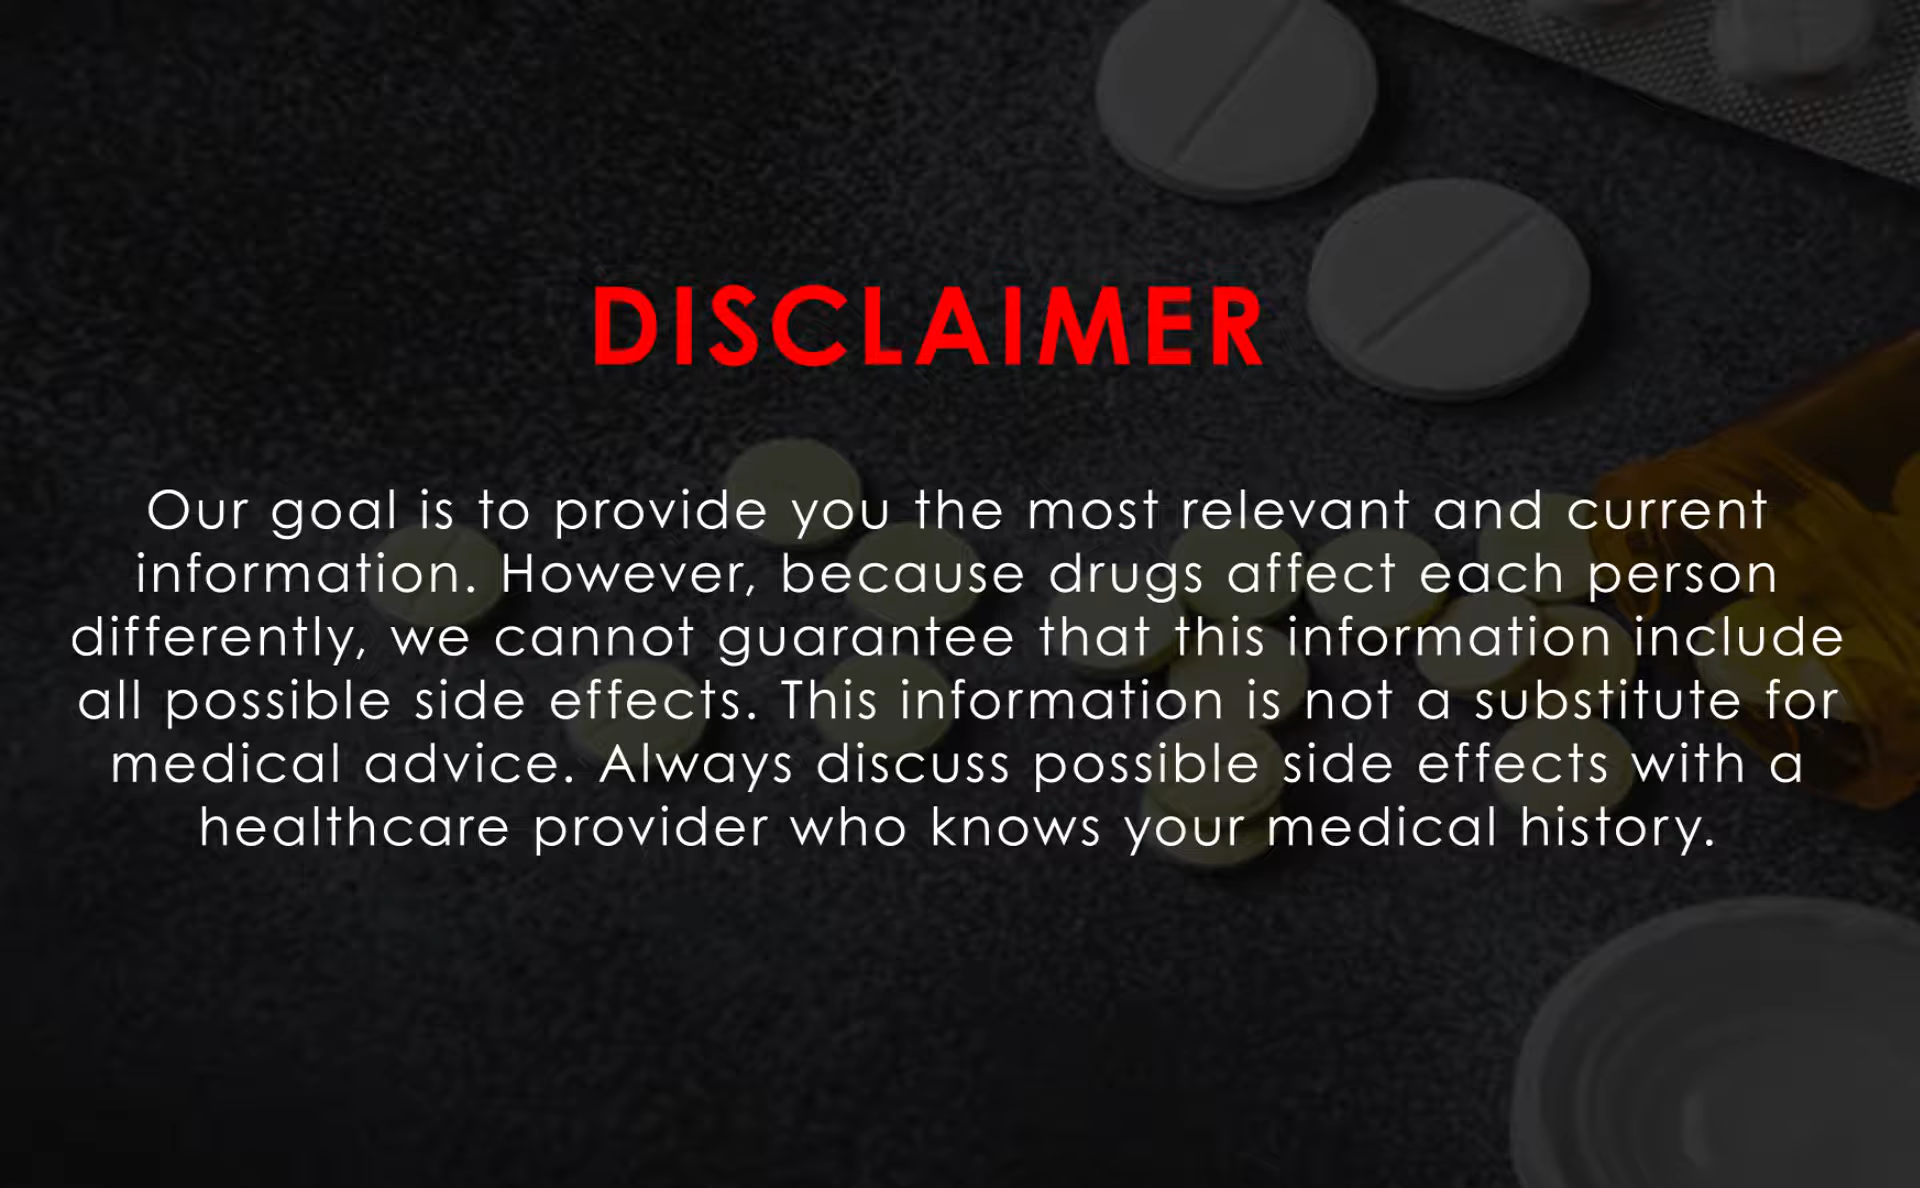 DISCLAIMER
Our goal is to provide you the most relevant and current
information. However, because drugs affect each person
differently, we cannot guarantee that this information include
all possible side effects. This information is not a substitute for
medical advice. Always discuss possible side effects with a
healthcare provider who knows your medical history.